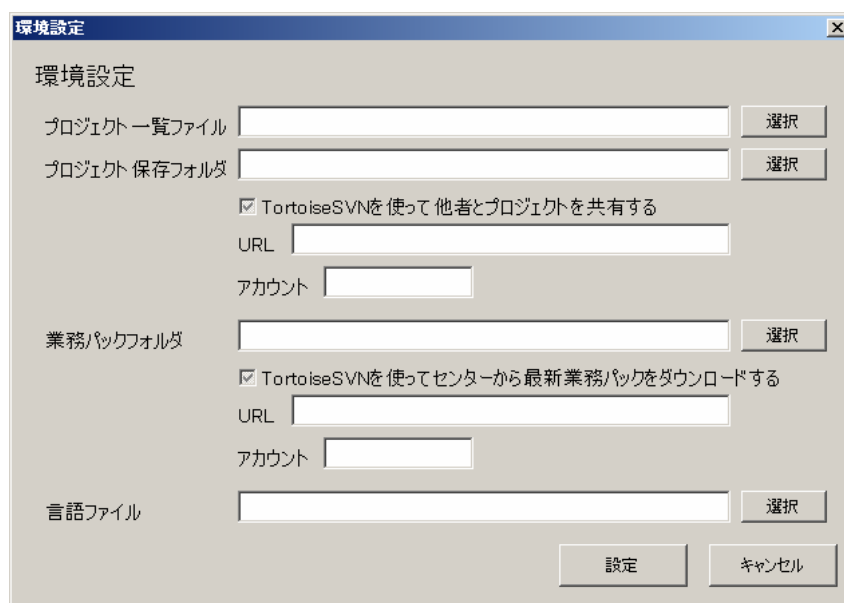 環境設定
環境設定
プロジェクト一覧ファイル 選択
プロジェクト保存フォルダ 選択
TortoiseSVNを使って他者とプロジェクトを共有する
URL
アカウント
業務パックフォルダ 選択
TortoiseSVNを使ってセンターから最新業務パックをダウンロードする
URL
アカウント
言語ファイル 選択
設定 キャンセル